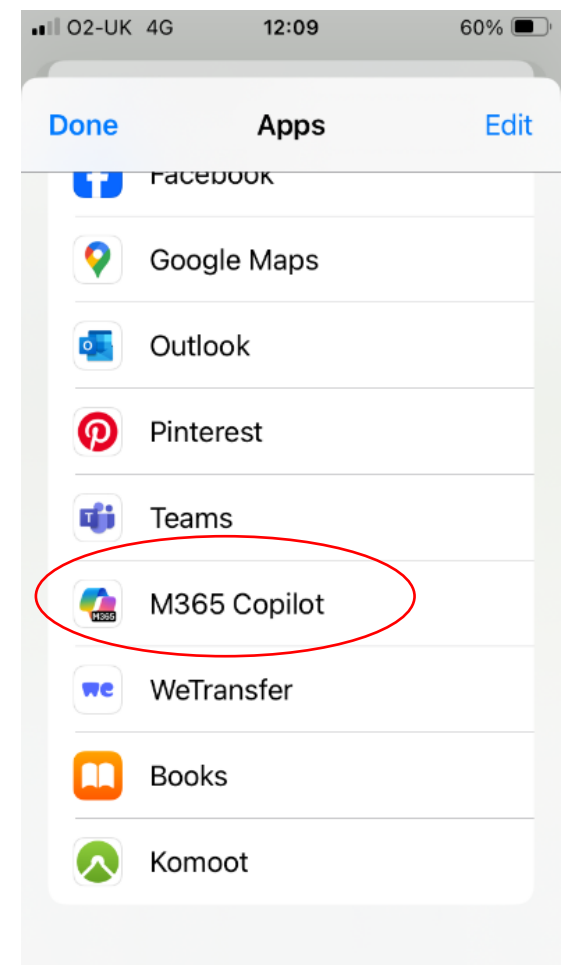 O2-UK 4G 12:09 60%
Done Apps Edit
Facebook
Google Maps
Outlook
Pinterest
Teams
M365 Copilot
WeTransfer
Books
Komoot